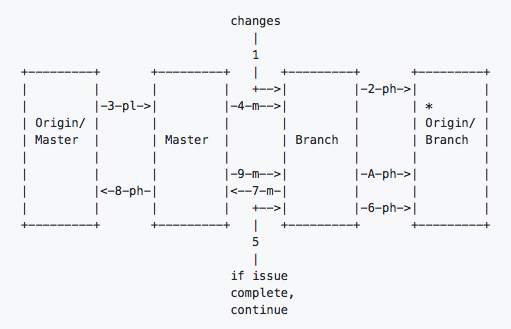 changes
                                |
                                1
+---------+       +---------+   |   +---------+       +---------+
|         |       |         |   +-->|         |-2-ph->|         |
|         |-3-pl->|         |-4-m-->|         |       | *       |
| Origin/ |       |         |       |         |       | Origin/ |
| Master  |       | Master  |       | Branch  |       | Branch  |
|         |       |         |       |         |       |         |
|         |       |         |-9-m-->|         |-A-ph->|         |
|         |<-8-ph-|         |<--7-m-|         |       |         |
|         |       |         |   +-->|         |-6-ph->|         |
+---------+       +---------+   |   +---------+       +---------+
                                5
                                |
                             if issue
                             complete,
                             continue